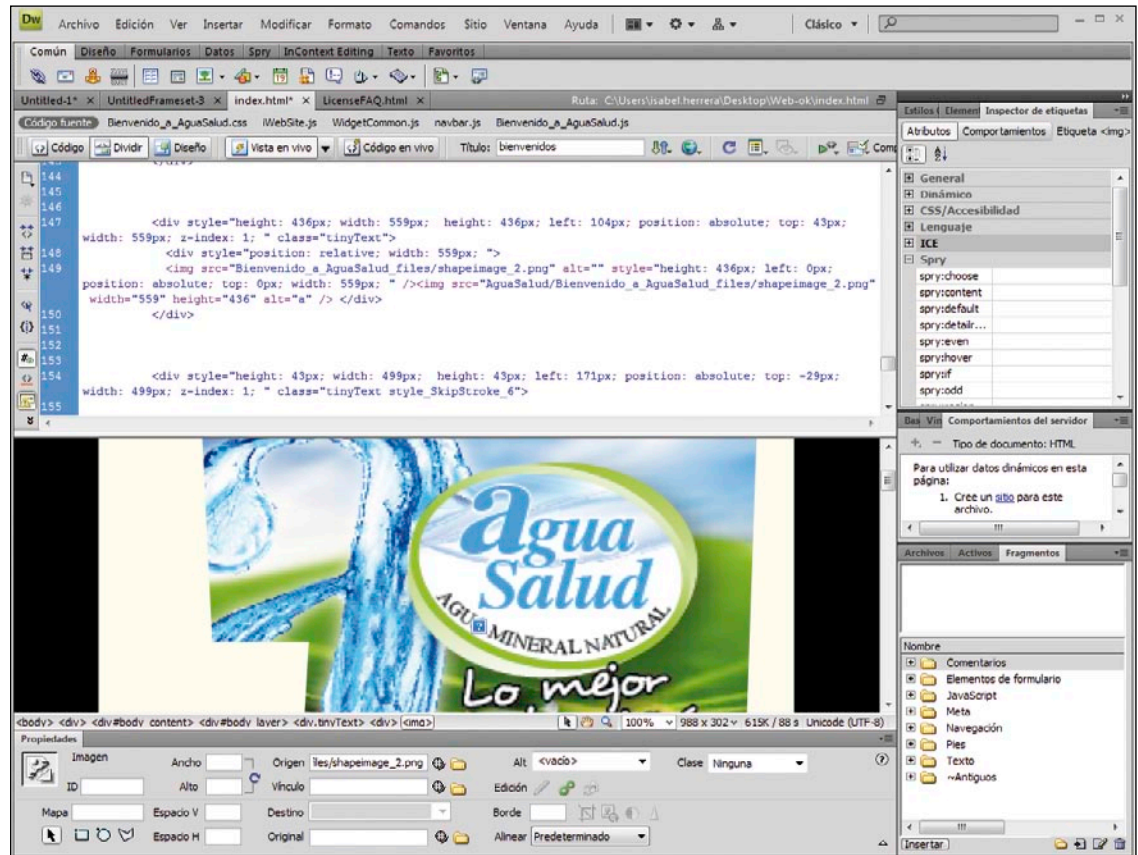 Dw Archivo Edición Ver Insertar Modificar Formato Comandos Sitio Ventana Ayuda Clásico
Común Diseño Formularios Datos Spry InContext Editing Texto Favoritos
Untitled-1* × UntitledFrameset-3 × index.html* × LicenseFAQ.html × Ruta: C:\Users\isabel.herrera\Desktop\Web-ok\index.html
Código fuente Bienvenido_a_AguaSalud.css iWebSite.js WidgetCommon.js navbar.js Bienvenido_a_AguaSalud.js
Código Dividir Diseño Vista en vivo Código en vivo Título: bienvenidos
144
145
146
147 <div style="height: 436px; width: 559px;  height: 436px; left: 104px; position: absolute; top: 43px;
width: 559px; z-index: 1; " class="tinyText">
148 <div style="position: relative; width: 559px; ">
149 <img src="Bienvenido_a_AguaSalud_files/shapeimage_2.png" alt="" style="height: 436px; left: 0px;
position: absolute; top: 0px; width: 559px; " /><img src="AguaSalud/Bienvenido_a_AguaSalud_files/shapeimage_2.png"
width="559" height="436" alt="a" /> </div>
150 </div>
151
152
153
154 <div style="height: 43px; width: 499px;  height: 43px; left: 171px; position: absolute; top: -29px;
width: 499px; z-index: 1; " class="tinyText style_SkipStroke_6">
155
agua
Salud
AGUA MINERAL NATURAL
Lo mejor
<body> <div> <div#body_content> <div#body_layer> <div.tinyText> <div> <img> 100% 988 x 302 615K / 88 s Unicode (UTF-8)
Propiedades
Imagen Ancho Origen files/shapeimage_2.png Alt <vacío> Clase Ninguna
ID Alto Vínculo Edición
Mapa Espacio V Destino Borde
Espacio H Original Alinear Predeterminado
Inspector de etiquetas
Atributos Comportamientos Etiqueta <img>
General
Dinámico
CSS/Accesibilidad
Lenguaje
ICE
Spry
spry:choose
spry:content
spry:default
spry:detailr...
spry:even
spry:hover
spry:if
spry:odd
Comportamientos del servidor
Tipo de documento: HTML
Para utilizar datos dinámicos en esta
página:
1. Cree un sitio para este
archivo.
Archivos Activos Fragmentos
Nombre
Comentarios
Elementos de formulario
JavaScript
Meta
Navegación
Pies
Texto
~Antiguos
Insertar